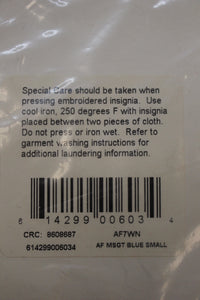 Special Care should be taken when
pressing embroidered insignia. Use
cool iron, 250 degrees F with insignia
placed between two pieces of cloth.
Do not press or iron wet. Refer to
garment washing instructions for
additional laundering information.
6 14299 00603 4
CRC: 8609687 AF7WN
614299006034 AF MSGT BLUE SMALL